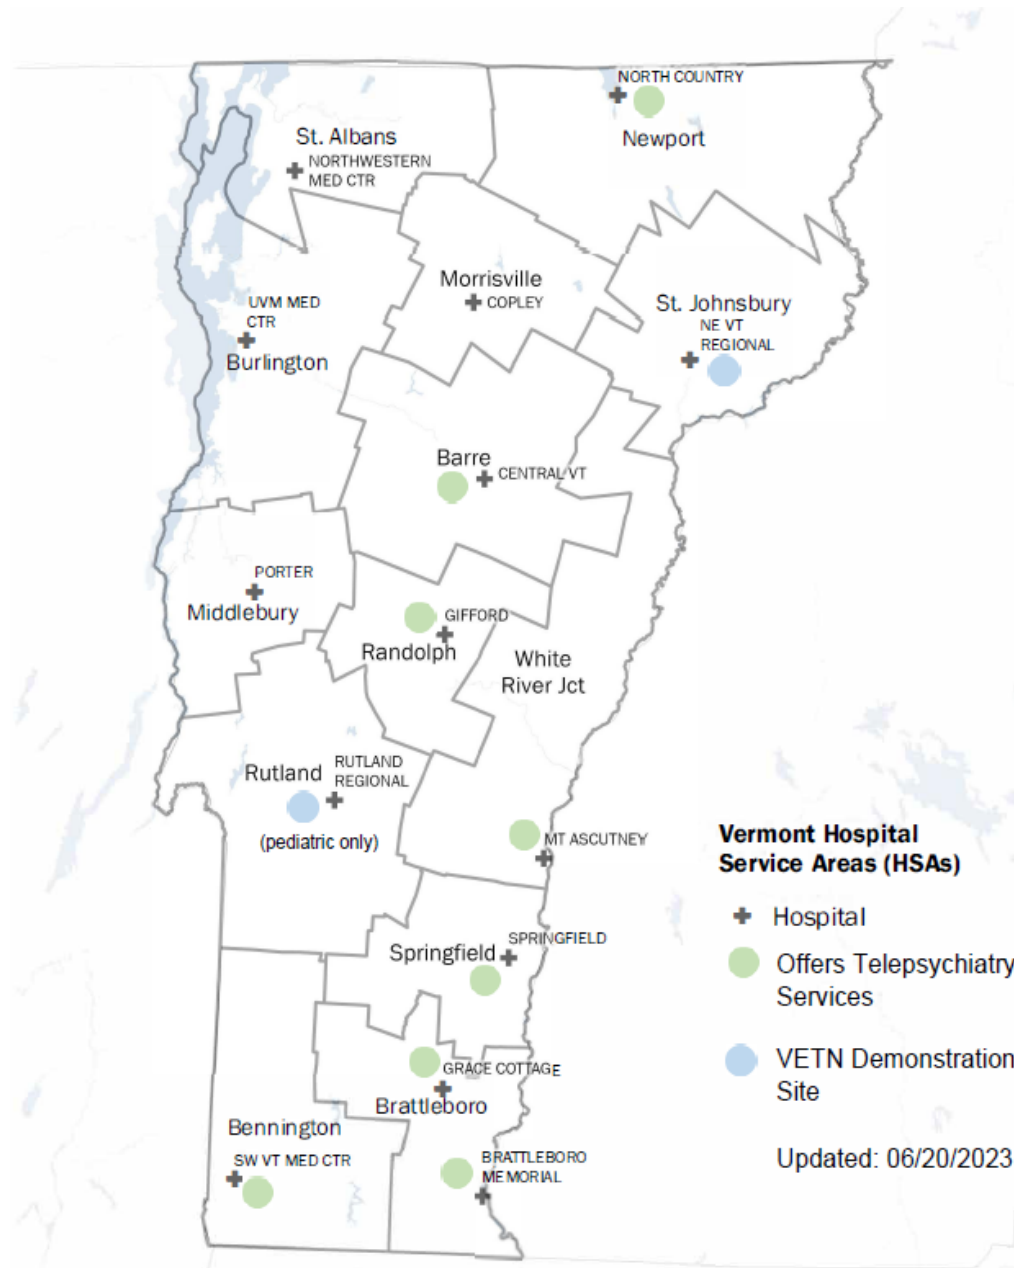 NORTH COUNTRY
Newport
St. Albans
NORTHWESTERN
MED CTR
Morrisville
COPLEY
St. Johnsbury
NE VT
REGIONAL
UVM MED
CTR
Burlington
Barre
CENTRAL VT
PORTER
Middlebury
GIFFORD
Randolph
White
River Jct
Rutland
RUTLAND
REGIONAL
(pediatric only)
MT ASCUTNEY
Springfield
SPRINGFIELD
GRACE COTTAGE
Brattleboro
Bennington
SW VT MED CTR
BRATTLEBORO
MEMORIAL
Vermont Hospital
Service Areas (HSAs)
Hospital
Offers Telepsychiatry
Services
VETN Demonstration
Site
Updated: 06/20/2023